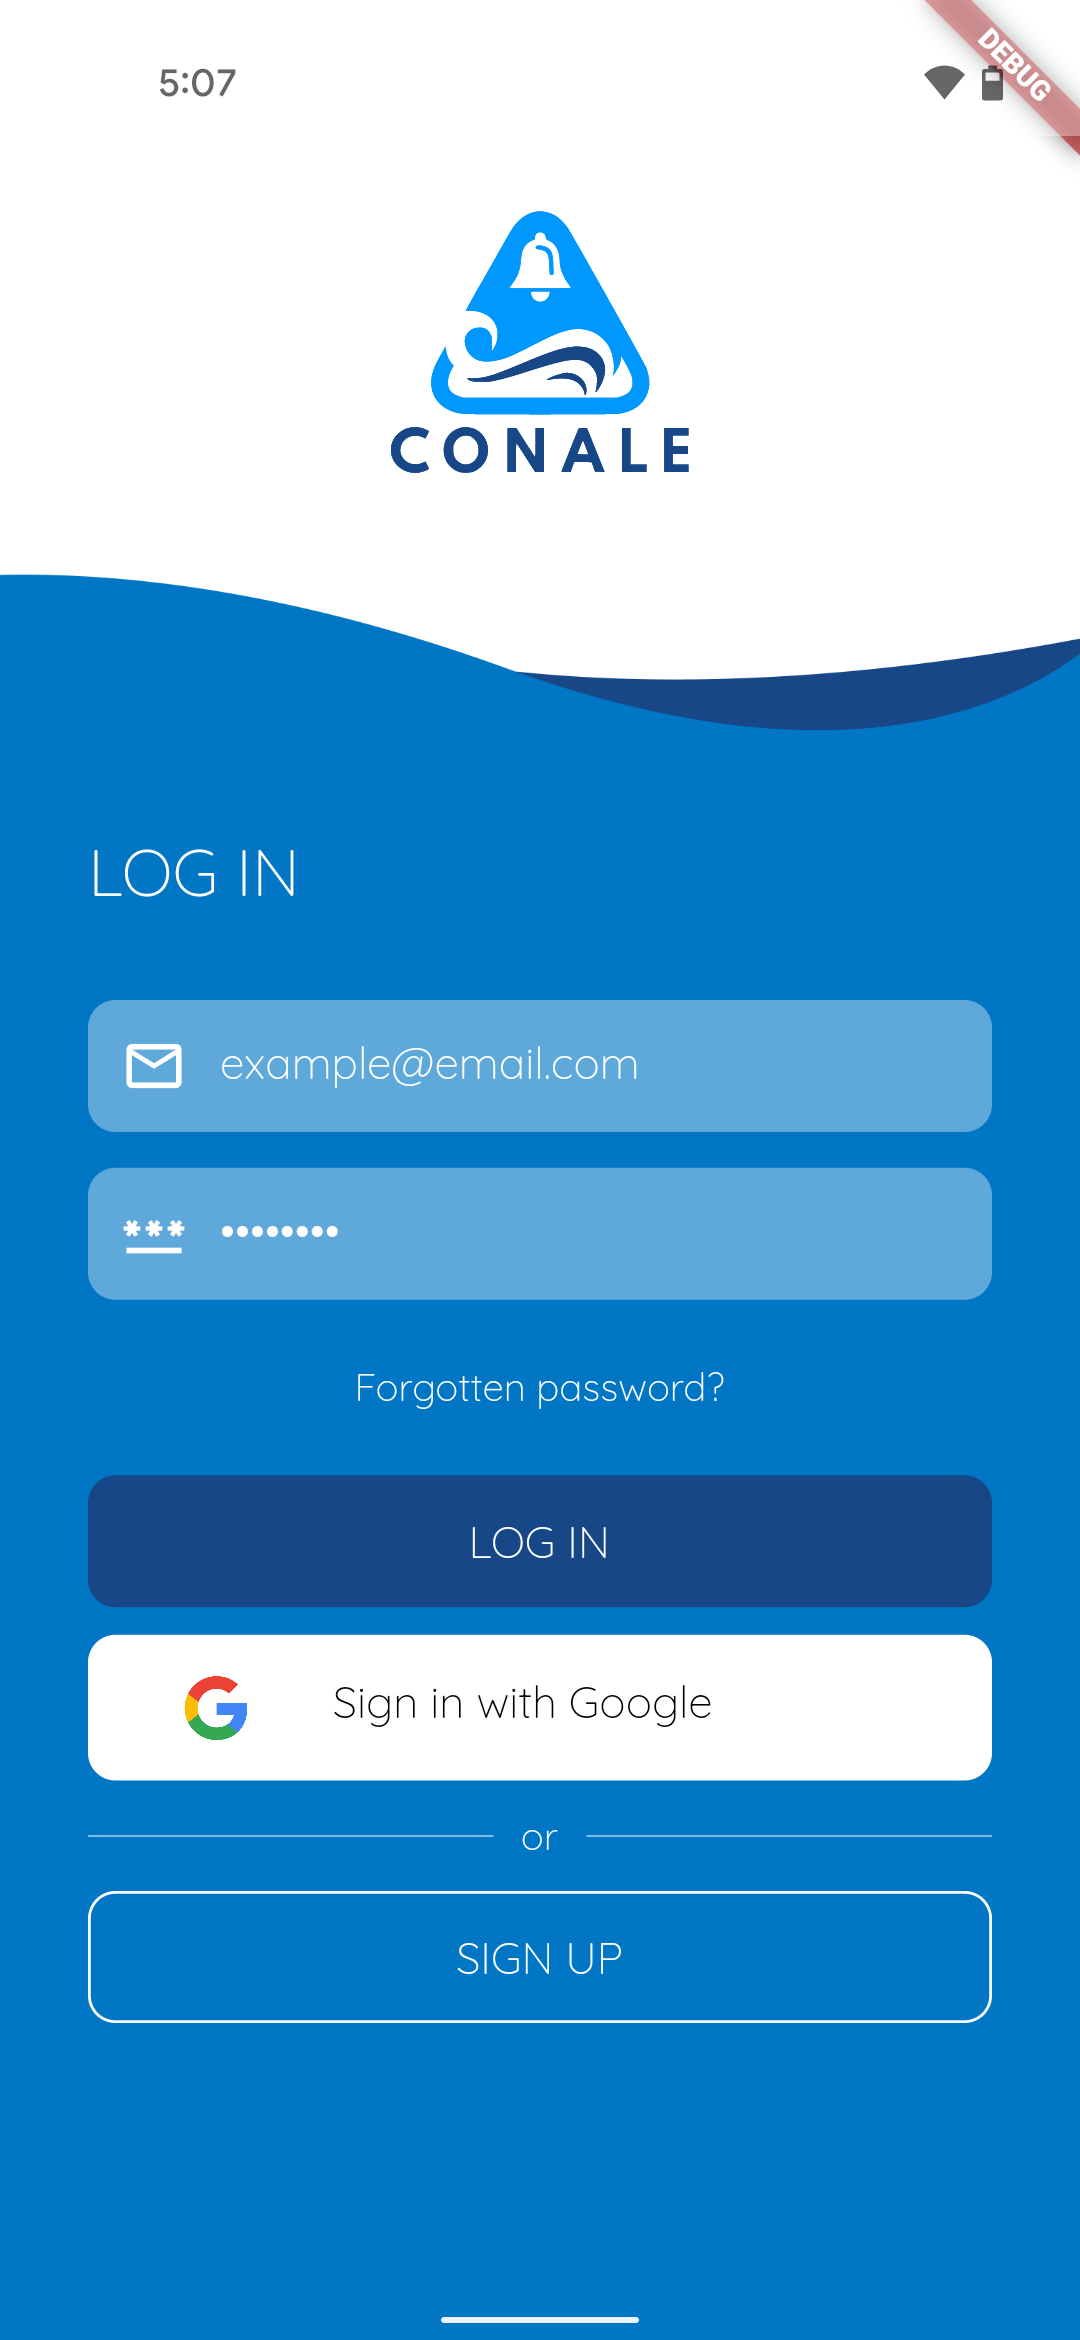 5:07
DEBUG
CONALE
LOG IN
example@email.com
***
••••••••
Forgotten password?
LOG IN
Sign in with Google
or
SIGN UP